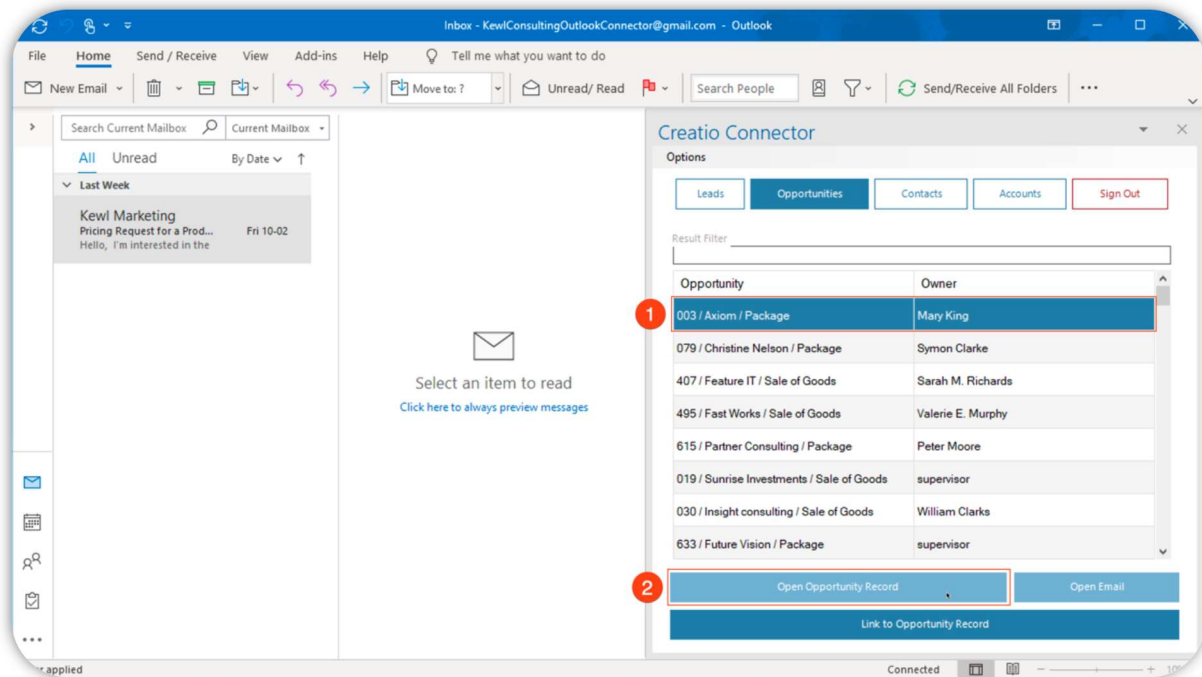 Inbox - KewlConsultingOutlookConnector@gmail.com - Outlook
File Home Send / Receive View Add-ins Help Tell me what you want to do
New Email Move to: ? Unread/ Read Search People Send/Receive All Folders
Search Current Mailbox Current Mailbox
All Unread By Date
Last Week
Kewl Marketing
Pricing Request for a Prod... Fri 10-02
Hello, I'm interested in the
Select an item to read
Click here to always preview messages
Creatio Connector
Options
Leads Opportunities Contacts Accounts Sign Out
Result Filter
Opportunity Owner
1 003 / Axiom / Package Mary King
079 / Christine Nelson / Package Symon Clarke
407 / Feature IT / Sale of Goods Sarah M. Richards
495 / Fast Works / Sale of Goods Valerie E. Murphy
615 / Partner Consulting / Package Peter Moore
019 / Sunrise Investments / Sale of Goods supervisor
030 / Insight consulting / Sale of Goods William Clarks
633 / Future Vision / Package supervisor
2 Open Opportunity Record Open Email
Link to Opportunity Record
applied Connected